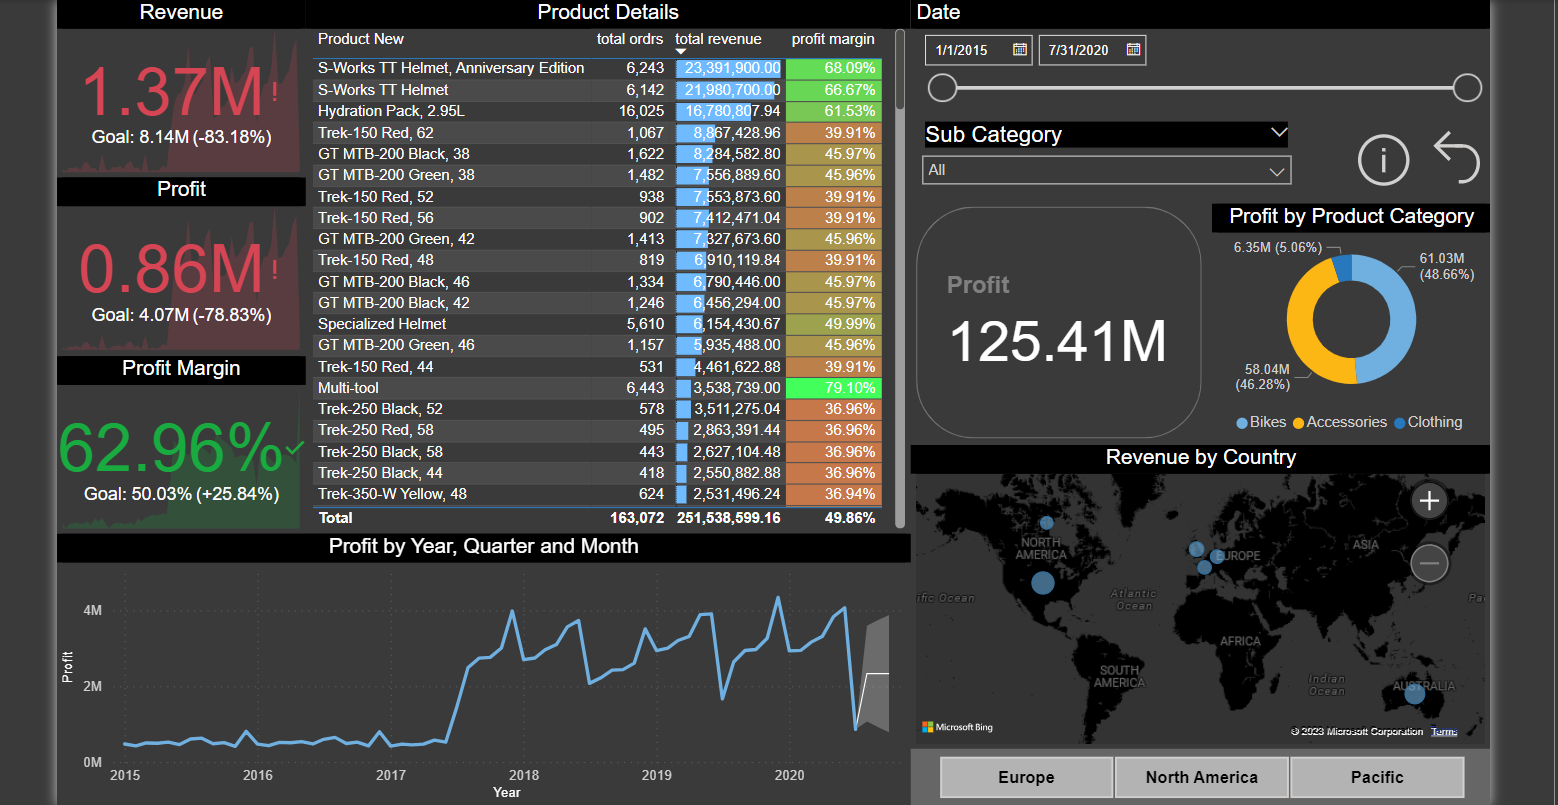 Revenue
1.37M!
Goal: 8.14M (-83.18%)
Profit
0.86M!
Goal: 4.07M (-78.83%)
Profit Margin
62.96%✓
Goal: 50.03% (+25.84%)
Product Details
Product New total ordrs total revenue profit margin
S-Works TT Helmet, Anniversary Edition 6,243 23,391,900.00 68.09%
S-Works TT Helmet 6,142 21,980,700.00 66.67%
Hydration Pack, 2.95L 16,025 16,780,807.94 61.53%
Trek-150 Red, 62 1,067 8,867,428.96 39.91%
GT MTB-200 Black, 38 1,622 8,284,582.80 45.97%
GT MTB-200 Green, 38 1,482 7,556,889.60 45.96%
Trek-150 Red, 52 938 7,553,873.60 39.91%
Trek-150 Red, 56 902 7,412,471.04 39.91%
GT MTB-200 Green, 42 1,413 7,327,673.60 45.96%
Trek-150 Red, 48 819 6,910,119.84 39.91%
GT MTB-200 Black, 46 1,334 6,790,446.00 45.97%
GT MTB-200 Black, 42 1,246 6,456,294.00 45.97%
Specialized Helmet 5,610 6,154,430.67 49.99%
GT MTB-200 Green, 46 1,157 5,935,488.00 45.96%
Trek-150 Red, 44 531 4,461,622.88 39.91%
Multi-tool 6,443 3,538,739.00 79.10%
Trek-250 Black, 52 578 3,511,275.04 36.96%
Trek-250 Red, 58 495 2,863,391.44 36.96%
Trek-250 Black, 58 443 2,627,104.48 36.96%
Trek-250 Black, 44 418 2,550,882.88 36.96%
Trek-350-W Yellow, 48 624 2,531,496.24 36.94%
Total 163,072 251,538,599.16 49.86%
Date
1/1/2015 7/31/2020
Sub Category
All
i
Profit
125.41M
Profit by Product Category
6.35M (5.06%)
61.03M
(48.66%)
58.04M
(46.28%)
Bikes Accessories Clothing
Profit by Year, Quarter and Month
Profit
4M
2M
0M
2015 2016 2017 2018 2019 2020
Year
Revenue by Country
NORTH
AMERICA
EUROPE
ASIA
Atlantic
Ocean
ific Ocean
Pa
AFRICA
SOUTH
AMERICA
Indian
Ocean
AUSTRALIA
Microsoft Bing
© 2023 Microsoft Corporation Terms
Europe North America Pacific